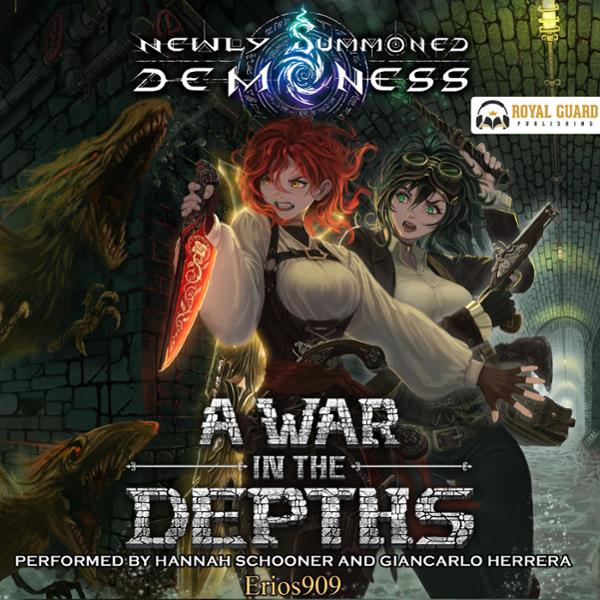 NEWLY SUMMONED
DEMONESS
ROYAL GUARD
PUBLISHING
A WAR
IN THE
DEPTHS
PERFORMED BY HANNAH SCHOONER AND GIANCARLO HERRERA
Erios909